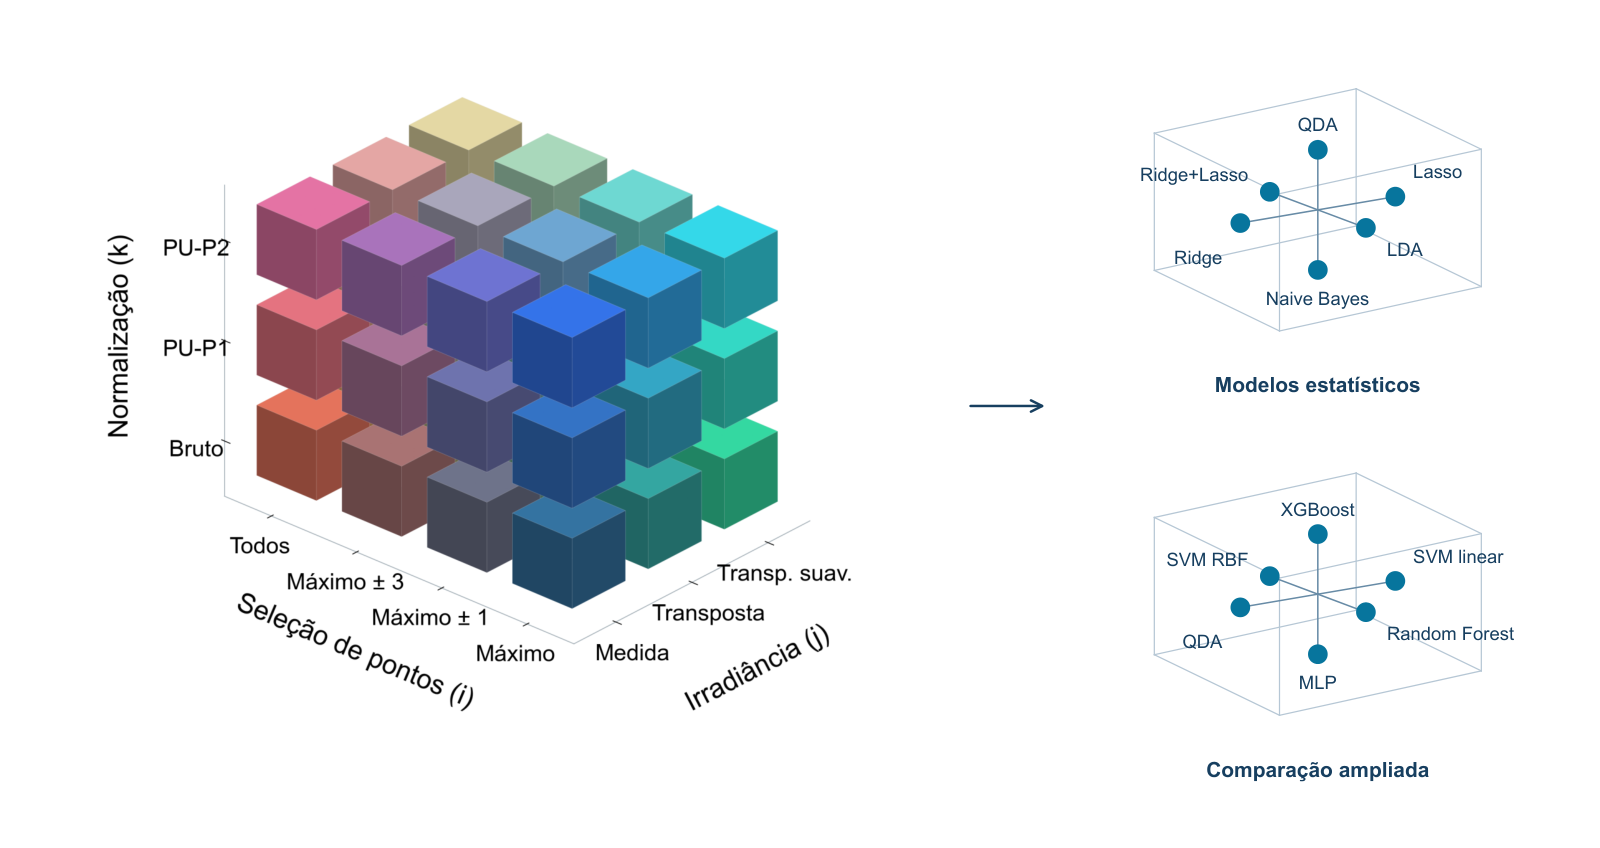 Normalização (k)
PU-P2
PU-P1
Bruto
Todos
Máximo ± 3
Máximo ± 1
Máximo
Seleção de pontos (i)
Medida
Transposta
Transp. suav.
Irradiância (j)
QDA
Ridge+Lasso
Lasso
Ridge
LDA
Naive Bayes
Modelos estatísticos
XGBoost
SVM RBF
SVM linear
QDA
Random Forest
MLP
Comparação ampliada